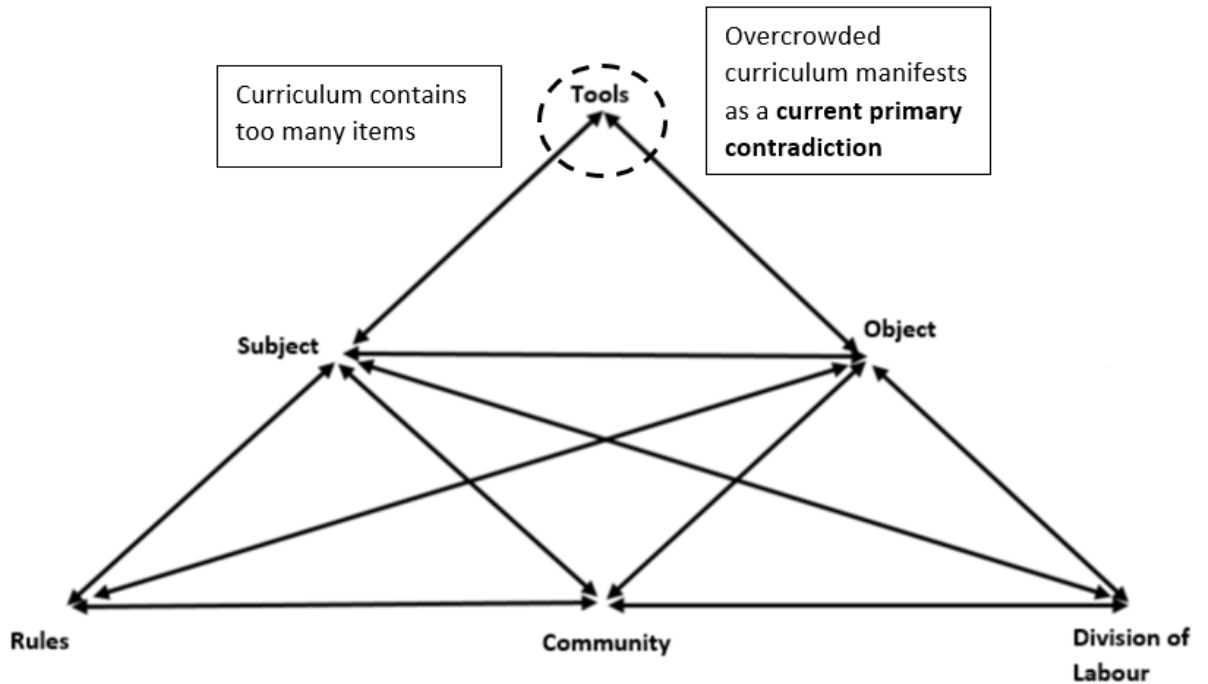 Overcrowded
curriculum manifests
as a current primary
contradiction
Curriculum contains
too many items
Tools
Subject
Object
Rules
Community
Division of
Labour